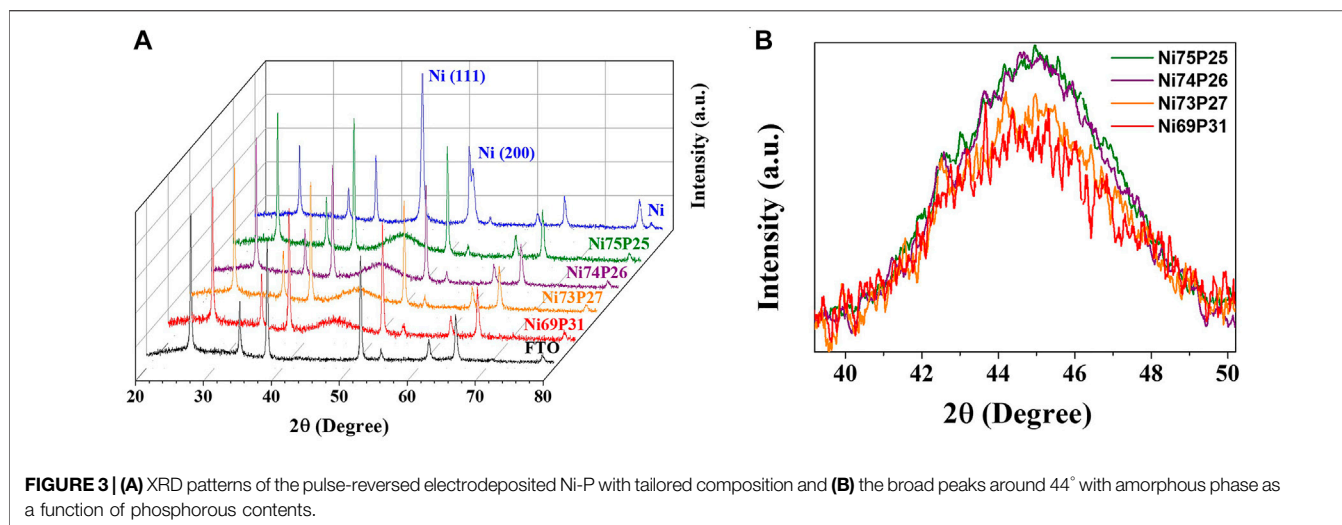 A
Ni (111)
Ni (200)
Ni
Ni75P25
Ni74P26
Ni73P27
Ni69P31
FTO
Intensity (a.u.)
20 30 40 50 60 70 80
2θ (Degree)
B
Ni75P25
Ni74P26
Ni73P27
Ni69P31
Intensity (a.u.)
40 42 44 46 48 50
2θ (Degree)
FIGURE 3 | (A) XRD patterns of the pulse-reversed electrodeposited Ni-P with tailored composition and (B) the broad peaks around 44° with amorphous phase as
a function of phosphorous contents.